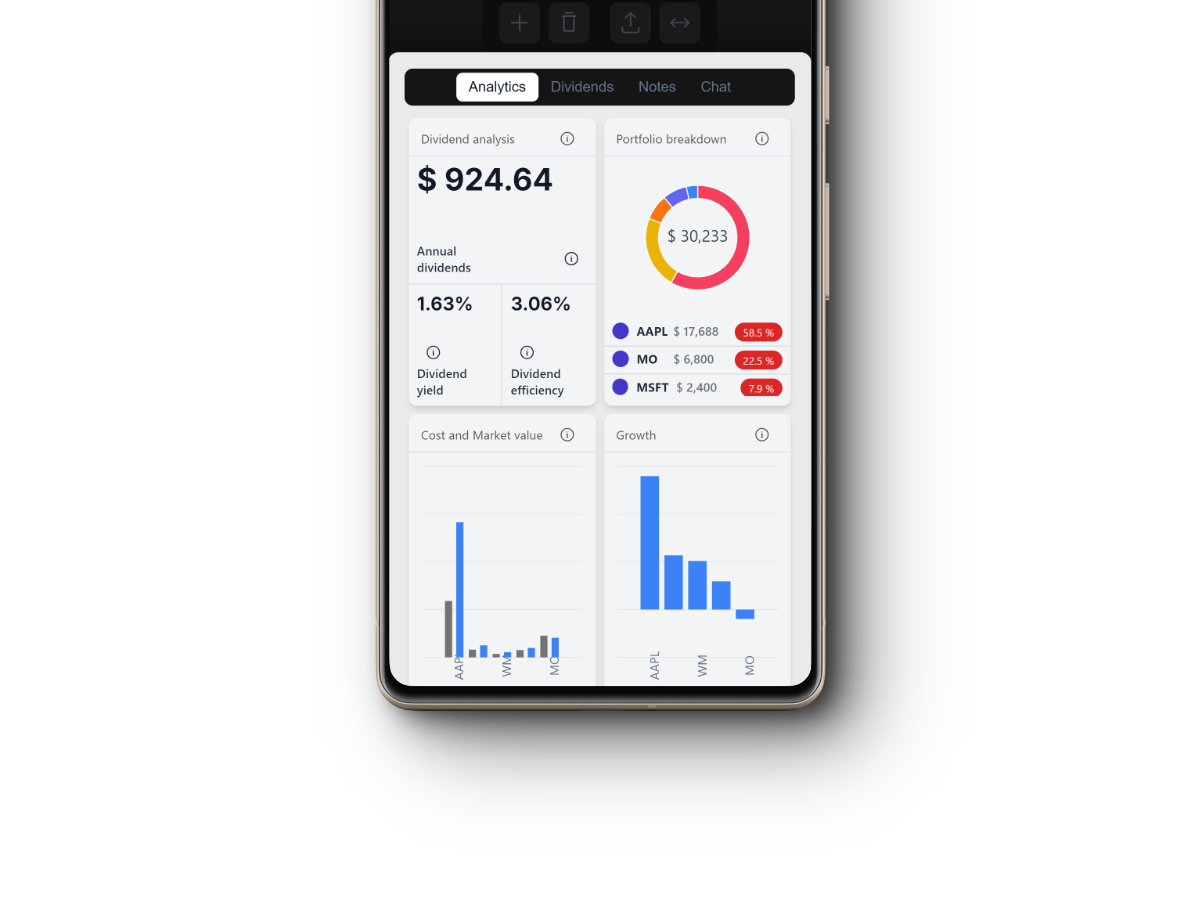 Analytics Dividends Notes Chat
Dividend analysis
$ 924.64
Annual
dividends
1.63%
Dividend
yield
3.06%
Dividend
efficiency
Portfolio breakdown
$ 30,233
AAPL $ 17,688 58.5 %
MO $ 6,800 22.5 %
MSFT $ 2,400 7.9 %
Cost and Market value
AAPL
WM
MO
Growth
AAPL
WM
MO